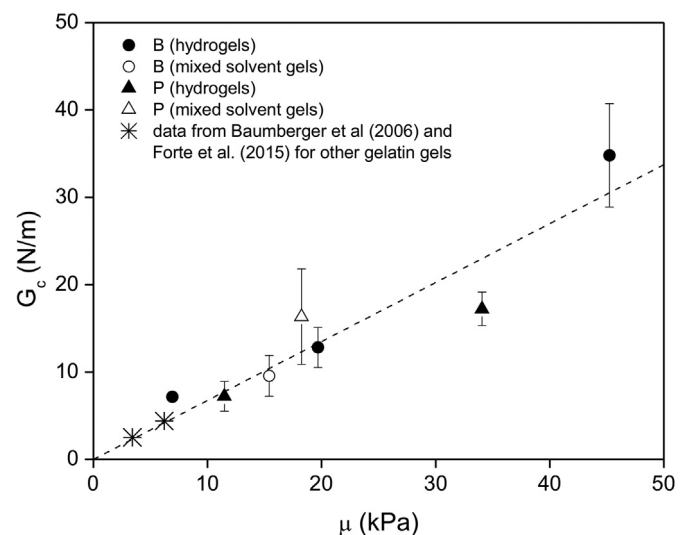 50
B (hydrogels)
B (mixed solvent gels)
P (hydrogels)
P (mixed solvent gels)
data from Baumberger et al (2006) and
Forte et al. (2015) for other gelatin gels
40
30
20
10
0
G_c (N/m)
0 10 20 30 40 50
μ (kPa)